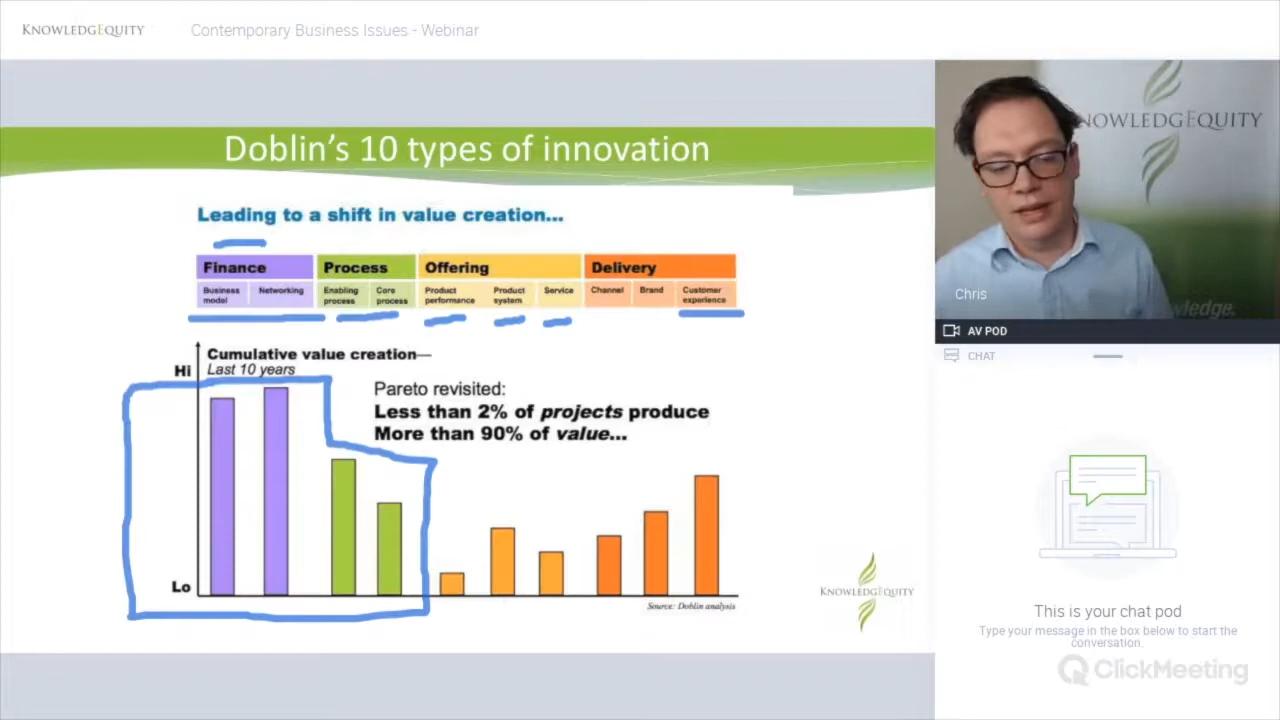 KNOWLEDGEQUITY
Contemporary Business Issues - Webinar
Doblin's 10 types of innovation
Leading to a shift in value creation...
Finance Process Offering Delivery
Business model Networking Enabling process Core process Product performance Product system Service Channel Brand Customer experience
Cumulative value creation—
Last 10 years
Hi
Pareto revisited:
Less than 2% of projects produce
More than 90% of value...
Lo
Source: Doblin analysis
KNOWLEDGEQUITY
NOWLEDGEQUITY
Chris
wledge.
AV POD
CHAT
This is your chat pod
Type your message in the box below to start the
conversation.
ClickMeeting